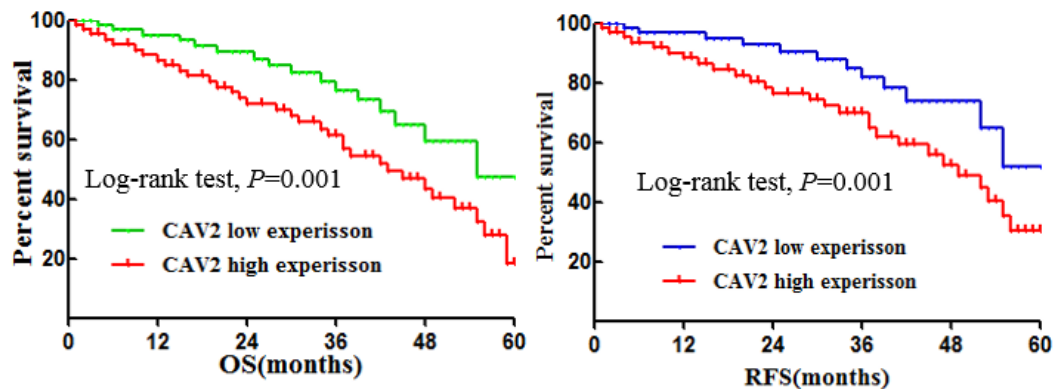 Percent survival
100
80
60
40
20
Log-rank test, P=0.001
CAV2 low experisson
CAV2 high experisson
0 12 24 36 48 60
OS(months)
Percent survival
100
80
60
40
20
Log-rank test, P=0.001
CAV2 low experisson
CAV2 high experisson
0 12 24 36 48 60
RFS(months)